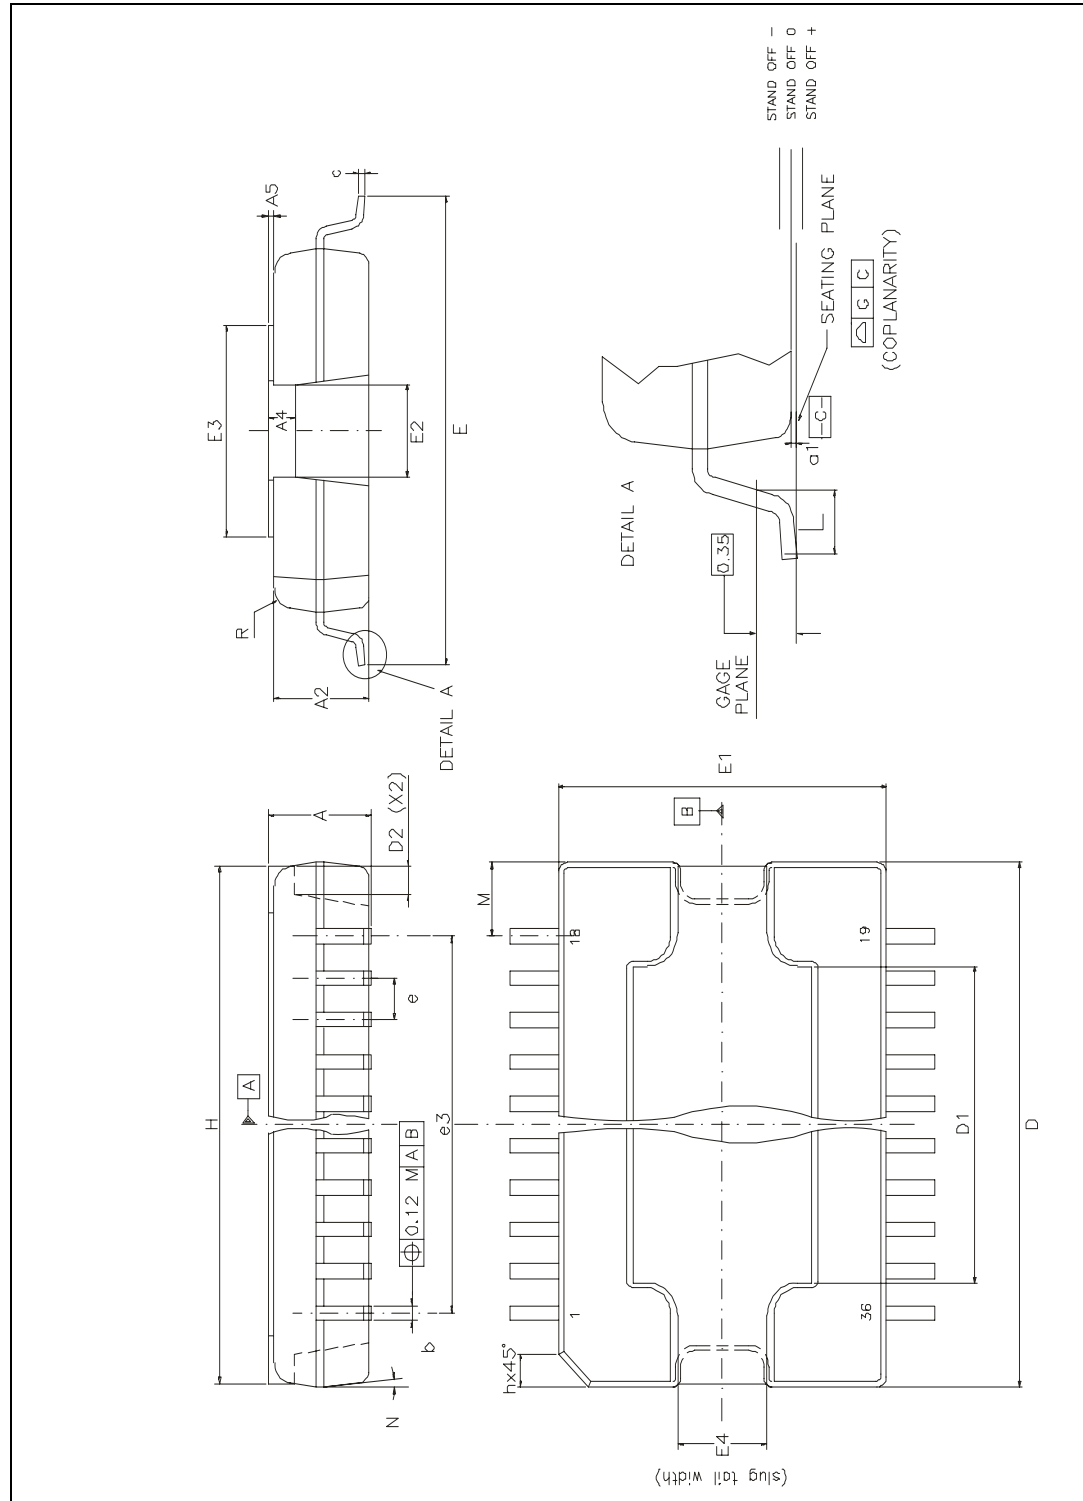 H
A
A
D2 (X2)
e
e3
⌖ 0.12 M A B
b
N
hx45°
M
1
18
19
36
B
E1
D1
D
E4
(slug tail width)
E3
A5
A4
c
E2
E
R
A2
DETAIL A
DETAIL A
0.35
GAGE
PLANE
L
a1
-C-
STAND OFF -
STAND OFF 0
STAND OFF +
SEATING PLANE
⌓ G C
(COPLANARITY)